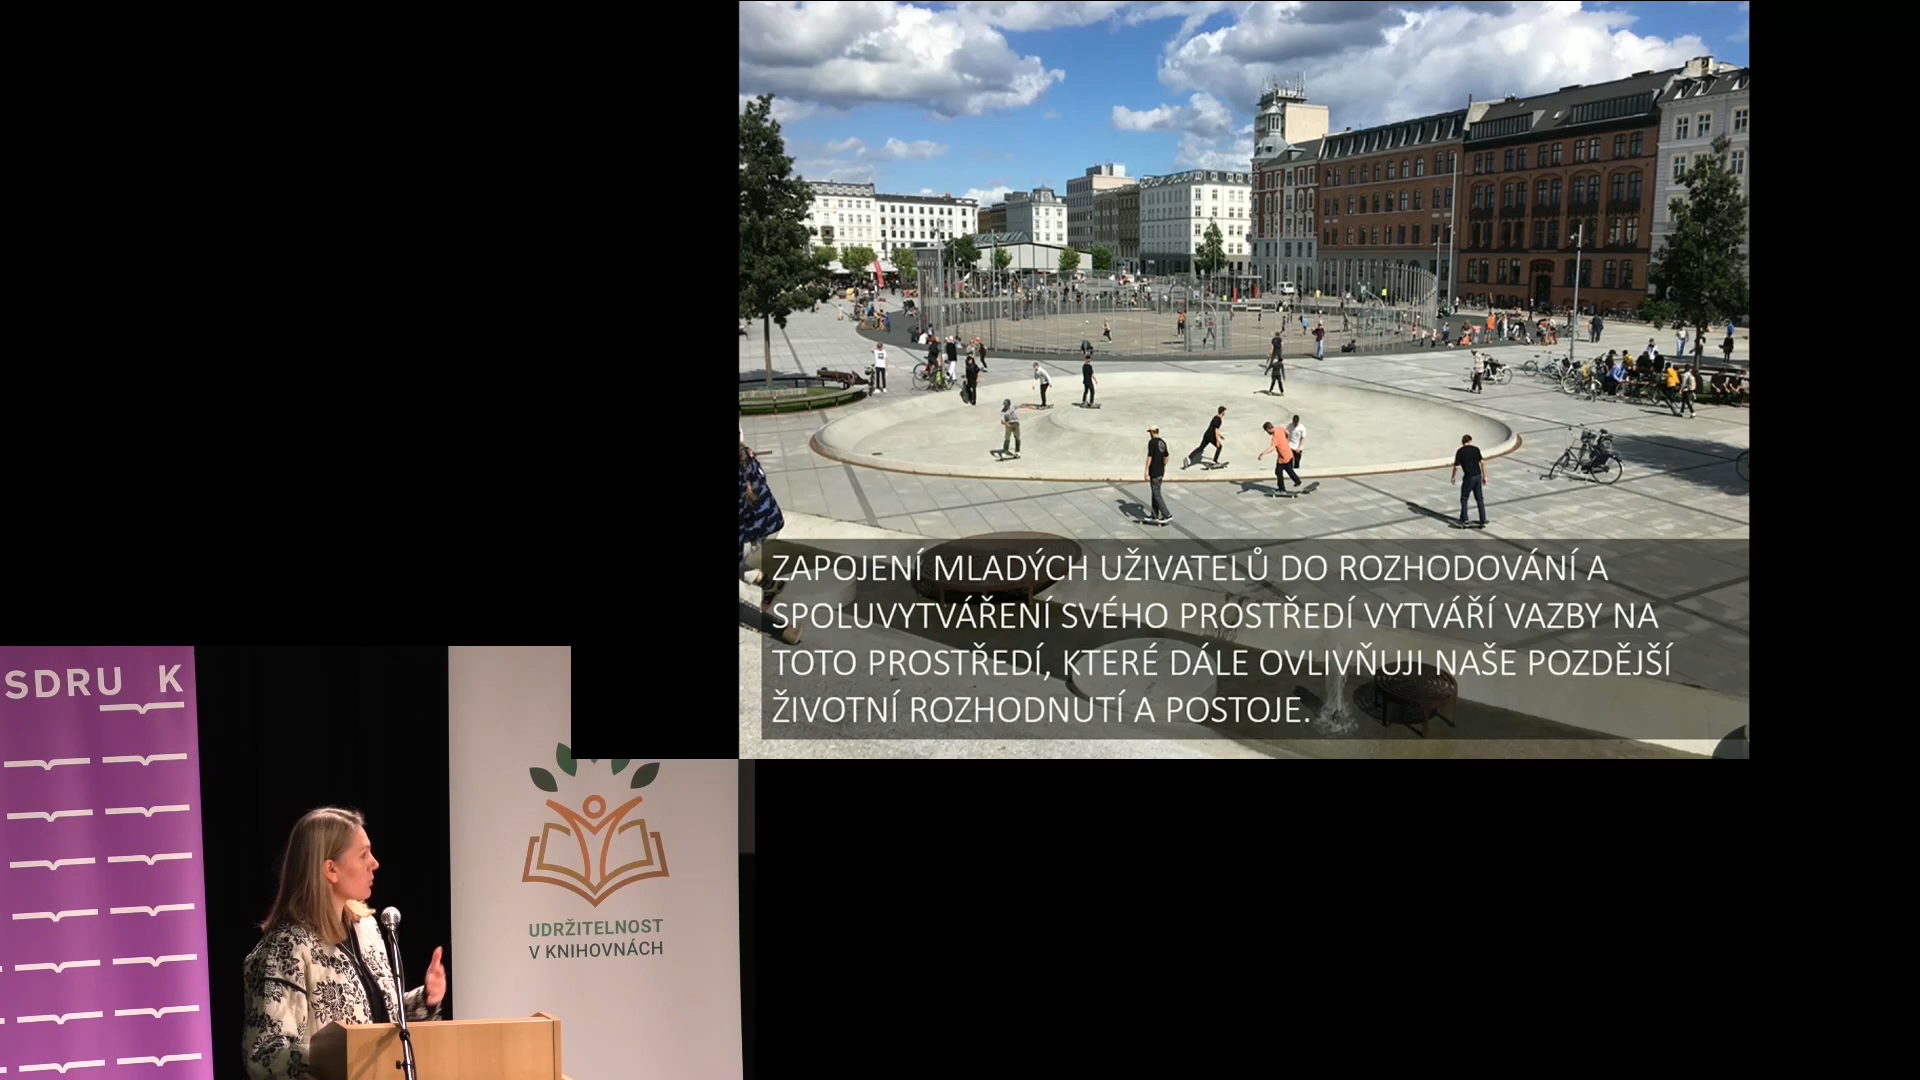 ZAPOJENÍ MLADÝCH UŽIVATELŮ DO ROZHODOVÁNÍ A
SPOLUVYTVÁŘENÍ SVÉHO PROSTŘEDÍ VYTVÁŘÍ VAZBY NA
TOTO PROSTŘEDÍ, KTERÉ DÁLE OVLIVŇUJI NAŠE POZDĚJŠÍ
ŽIVOTNÍ ROZHODNUTÍ A POSTOJE.
SDRUK
UDRŽITELNOST
V KNIHOVNÁCH